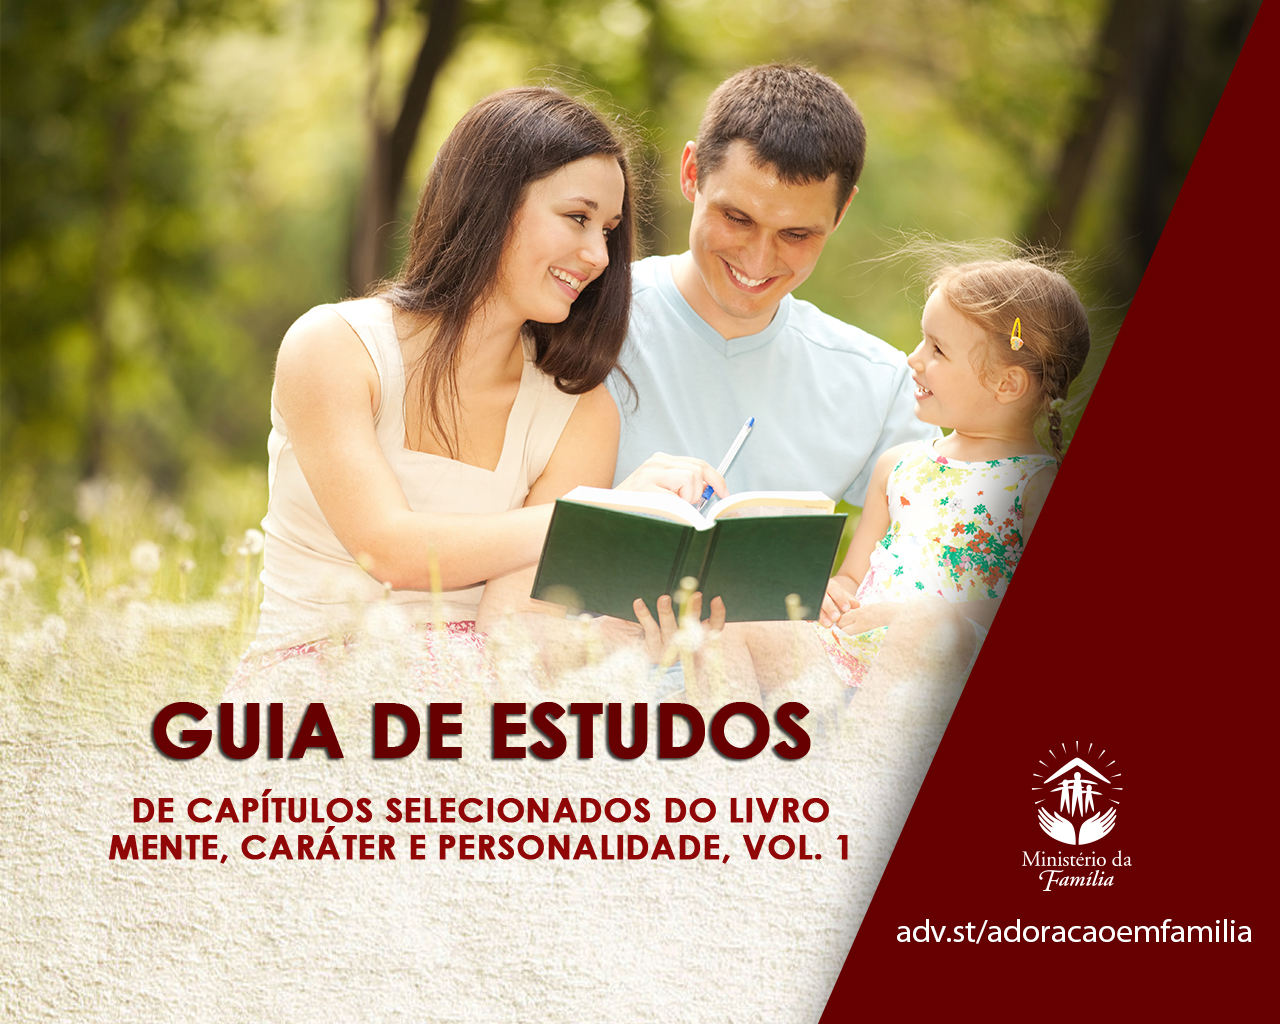 GUIA DE ESTUDOS
DE CAPÍTULOS SELECIONADOS DO LIVRO
MENTE, CARÁTER E PERSONALIDADE, VOL. 1
Ministério da
Família
adv.st/adoracaoemfamilia